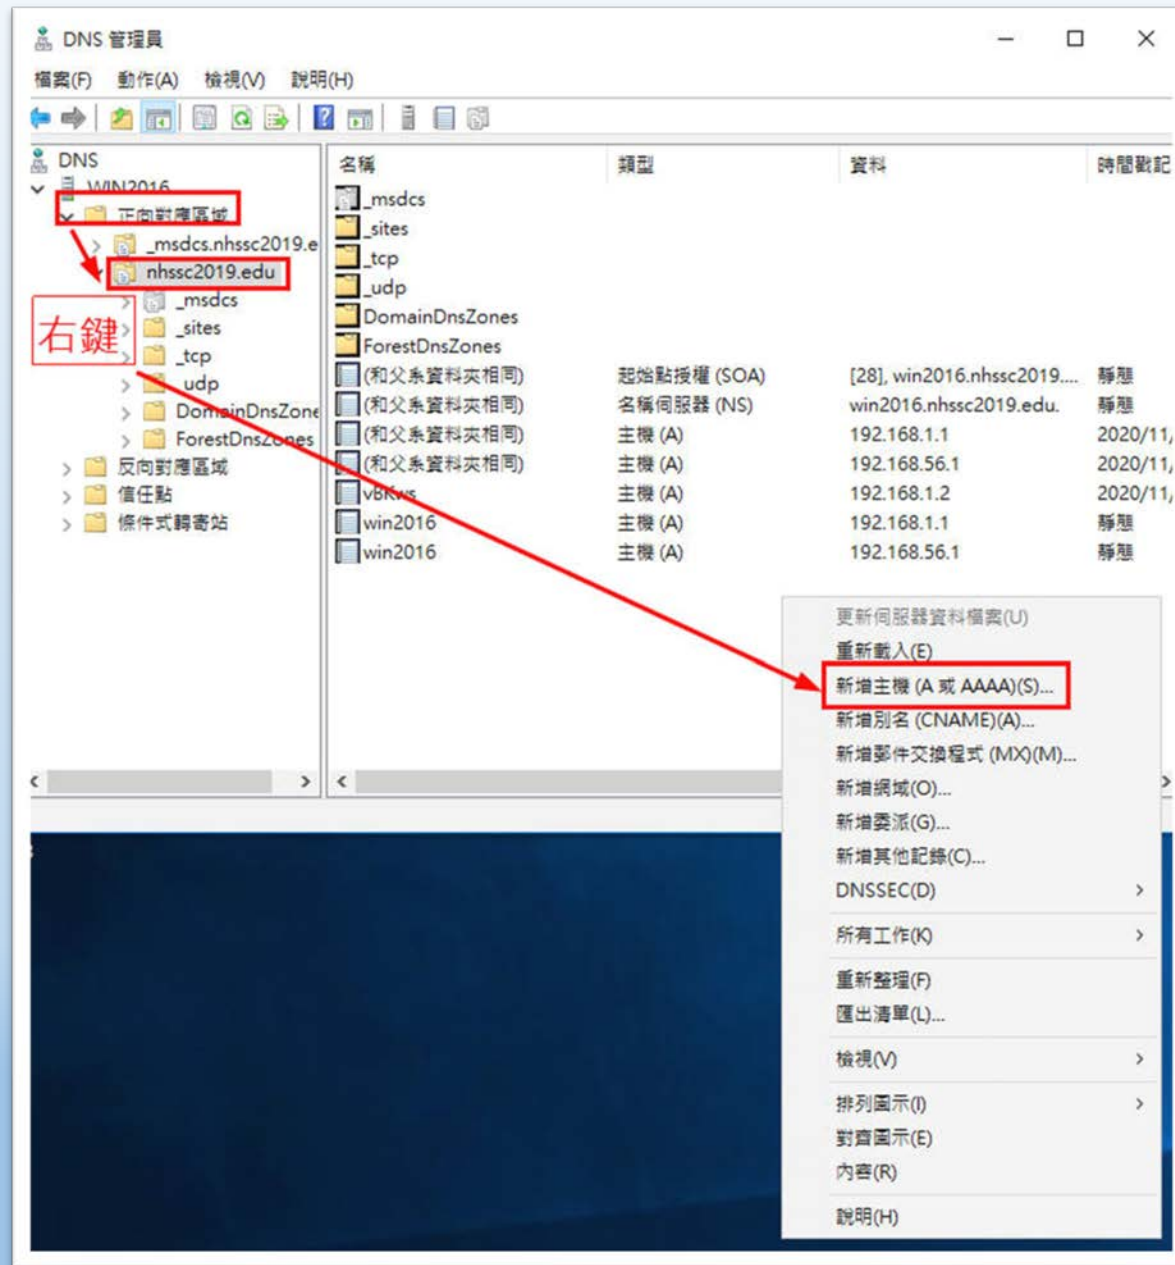 DNS 管理員
檔案(F) 動作(A) 檢視(V) 說明(H)
DNS
WIN2016
正向對應區域
_msdcs.nhssc2019.e
nhssc2019.edu
_msdcs
_sites
_tcp
_udp
DomainDnsZone
ForestDnsZones
反向對應區域
信任點
條件式轉寄站
右鍵
名稱 類型 資料 時間戳記
_msdcs
_sites
_tcp
_udp
DomainDnsZones
ForestDnsZones
(和父系資料夾相同) 起始點授權 (SOA) [28], win2016.nhssc2019.... 靜態
(和父系資料夾相同) 名稱伺服器 (NS) win2016.nhssc2019.edu. 靜態
(和父系資料夾相同) 主機 (A) 192.168.1.1 2020/11,
(和父系資料夾相同) 主機 (A) 192.168.56.1 2020/11,
vBKws 主機 (A) 192.168.1.2 2020/11,
win2016 主機 (A) 192.168.1.1 靜態
win2016 主機 (A) 192.168.56.1 靜態
更新伺服器資料檔案(U)
重新載入(E)
新增主機 (A 或 AAAA)(S)...
新增別名 (CNAME)(A)...
新增郵件交換程式 (MX)(M)...
新增網域(O)...
新增委派(G)...
新增其他記錄(C)...
DNSSEC(D)
所有工作(K)
重新整理(F)
匯出清單(L)...
檢視(V)
排列圖示(I)
對齊圖示(E)
內容(R)
說明(H)